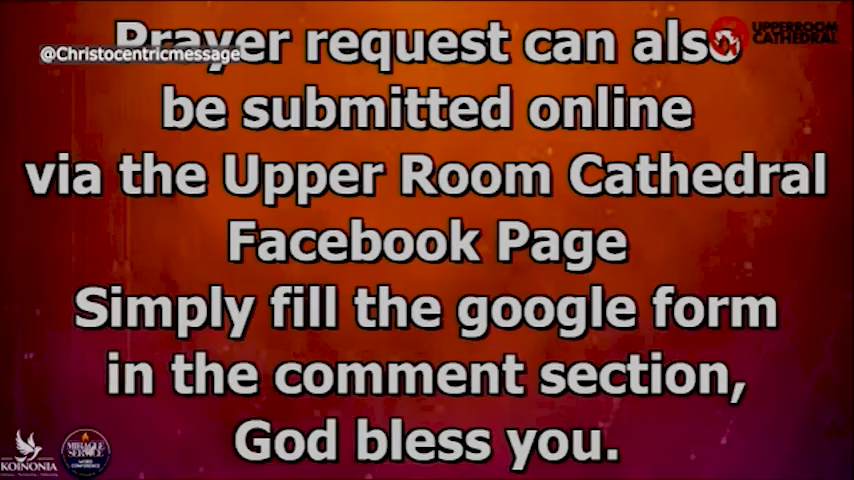 Prayer request can also
@Christocentricmessage
UPPERROOM
CATHEDRAL
be submitted online
via the Upper Room Cathedral
Facebook Page
Simply fill the google form
in the comment section,
God bless you.
KOINONIA
MIRACLE
SERVICE